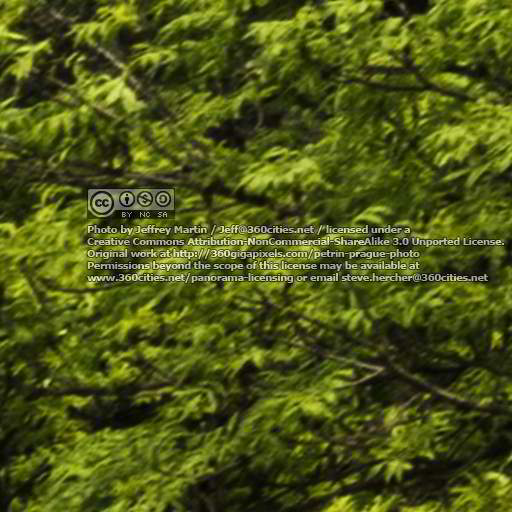 cc
BY NC SA
Photo by Jeffrey Martin / Jeff@360cities.net / licensed under a
Creative Commons Attribution-NonCommercial-ShareAlike 3.0 Unported License.
Original work at http://360gigapixels.com/petrin-prague-photo
Permissions beyond the scope of this license may be available at
www.360cities.net/panorama-licensing or email steve.hercher@360cities.net